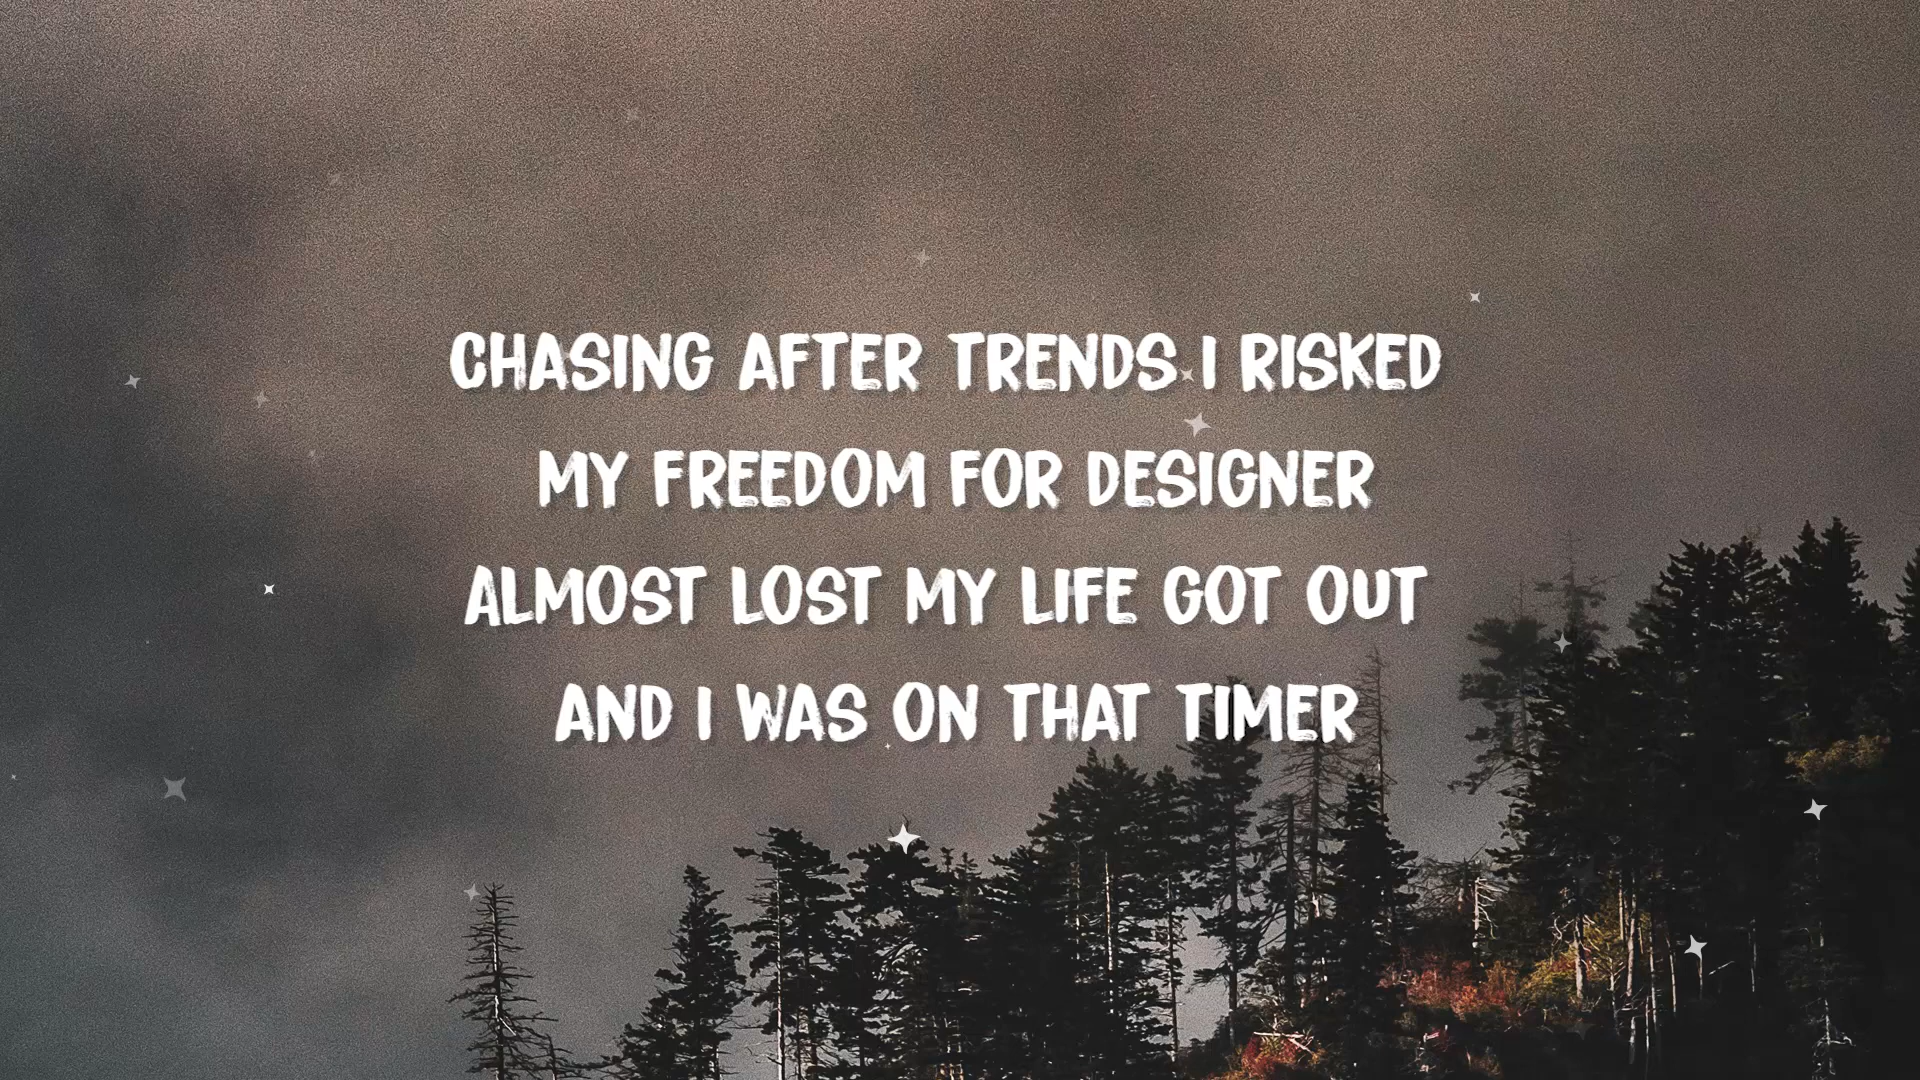 CHASING AFTER TRENDS I RISKED
MY FREEDOM FOR DESIGNER
ALMOST LOST MY LIFE GOT OUT
AND I WAS ON THAT TIMER